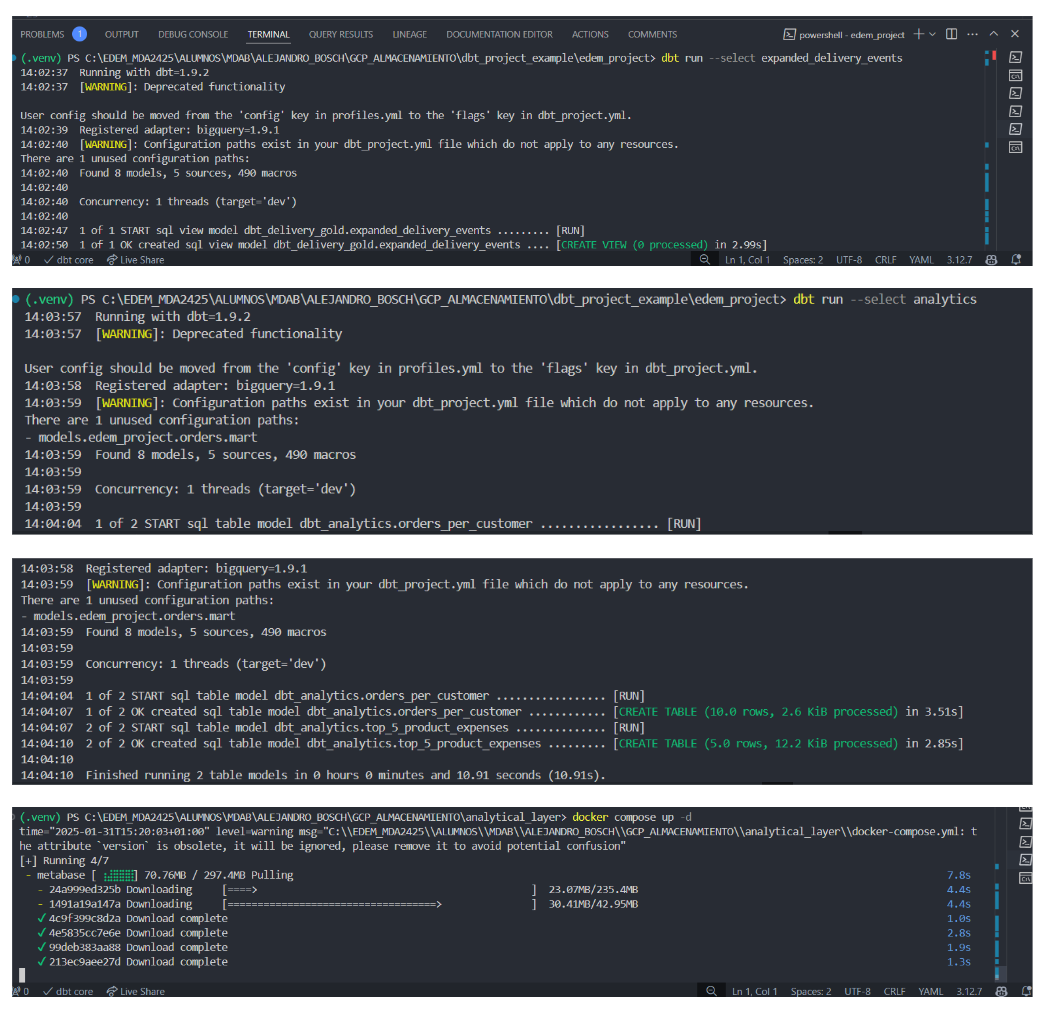 PROBLEMS 1 OUTPUT DEBUG CONSOLE TERMINAL QUERY RESULTS LINEAGE DOCUMENTATION EDITOR ACTIONS COMMENTS powershell - edem_project
(.venv) PS C:\EDEM_MDA2425\ALUMNOS\MDAB\ALEJANDRO_BOSCH\GCP_ALMACENAMIENTO\dbt_project_example\edem_project> dbt run --select expanded_delivery_events
14:02:37 Running with dbt=1.9.2
14:02:37 [WARNING]: Deprecated functionality
User config should be moved from the 'config' key in profiles.yml to the 'flags' key in dbt_project.yml.
14:02:39 Registered adapter: bigquery=1.9.1
14:02:40 [WARNING]: Configuration paths exist in your dbt_project.yml file which do not apply to any resources.
There are 1 unused configuration paths:
14:02:40 Found 8 models, 5 sources, 490 macros
14:02:40
14:02:40 Concurrency: 1 threads (target='dev')
14:02:40
14:02:47 1 of 1 START sql view model dbt_delivery_gold.expanded_delivery_events ......... [RUN]
14:02:50 1 of 1 OK created sql view model dbt_delivery_gold.expanded_delivery_events .... [CREATE VIEW (0 processed) in 2.99s]
0 dbt core Live Share Ln 1, Col 1 Spaces: 2 UTF-8 CRLF YAML 3.12.7
(.venv) PS C:\EDEM_MDA2425\ALUMNOS\MDAB\ALEJANDRO_BOSCH\GCP_ALMACENAMIENTO\dbt_project_example\edem_project> dbt run --select analytics
14:03:57 Running with dbt=1.9.2
14:03:57 [WARNING]: Deprecated functionality
User config should be moved from the 'config' key in profiles.yml to the 'flags' key in dbt_project.yml.
14:03:58 Registered adapter: bigquery=1.9.1
14:03:59 [WARNING]: Configuration paths exist in your dbt_project.yml file which do not apply to any resources.
There are 1 unused configuration paths:
- models.edem_project.orders.mart
14:03:59 Found 8 models, 5 sources, 490 macros
14:03:59
14:03:59 Concurrency: 1 threads (target='dev')
14:03:59
14:04:04 1 of 2 START sql table model dbt_analytics.orders_per_customer ................. [RUN]
14:03:58 Registered adapter: bigquery=1.9.1
14:03:59 [WARNING]: Configuration paths exist in your dbt_project.yml file which do not apply to any resources.
There are 1 unused configuration paths:
- models.edem_project.orders.mart
14:03:59 Found 8 models, 5 sources, 490 macros
14:03:59
14:03:59 Concurrency: 1 threads (target='dev')
14:03:59
14:04:04 1 of 2 START sql table model dbt_analytics.orders_per_customer ................. [RUN]
14:04:07 1 of 2 OK created sql table model dbt_analytics.orders_per_customer ............ [CREATE TABLE (10.0 rows, 2.6 KiB processed) in 3.51s]
14:04:07 2 of 2 START sql table model dbt_analytics.top_5_product_expenses .............. [RUN]
14:04:10 2 of 2 OK created sql table model dbt_analytics.top_5_product_expenses ......... [CREATE TABLE (5.0 rows, 12.2 KiB processed) in 2.85s]
14:04:10
14:04:10 Finished running 2 table models in 0 hours 0 minutes and 10.91 seconds (10.91s).
(.venv) PS C:\EDEM_MDA2425\ALUMNOS\MDAB\ALEJANDRO_BOSCH\GCP_ALMACENAMIENTO\analytical_layer> docker compose up -d
time="2025-01-31T15:20:03+01:00" level=warning msg="C:\\EDEM_MDA2425\\ALUMNOS\\MDAB\\ALEJANDRO_BOSCH\\GCP_ALMACENAMIENTO\\analytical_layer\\docker-compose.yml: t
he attribute `version` is obsolete, it will be ignored, please remove it to avoid potential confusion"
[+] Running 4/7
- metabase [ ] 70.76MB / 297.4MB Pulling 7.8s
- 24a999ed325b Downloading [====> ] 23.07MB/235.4MB 4.4s
- 1491a19a147a Downloading [===================================> ] 30.41MB/42.95MB 4.4s
✓ 4c9f399c8d2a Download complete 1.0s
✓ 4e5835cc7e6e Download complete 2.8s
✓ 99deb383aa88 Download complete 1.9s
✓ 213ec9aee27d Download complete 1.3s
0 dbt core Live Share Ln 1, Col 1 Spaces: 2 UTF-8 CRLF YAML 3.12.7